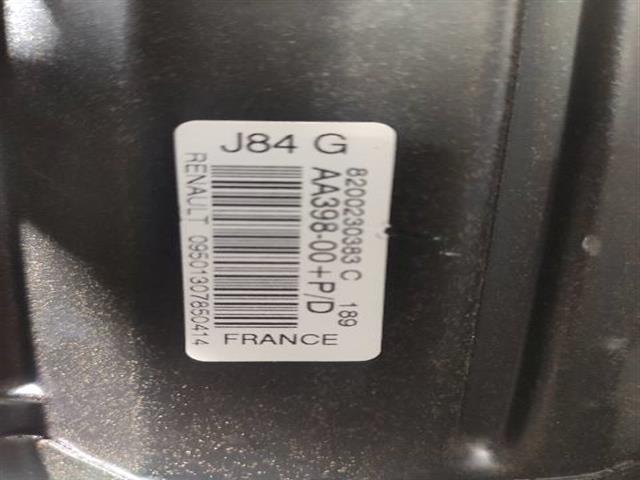 J84 G
8200230383 C 189
AA398-00+P/D
RENAULT 09501307850414
FRANCE